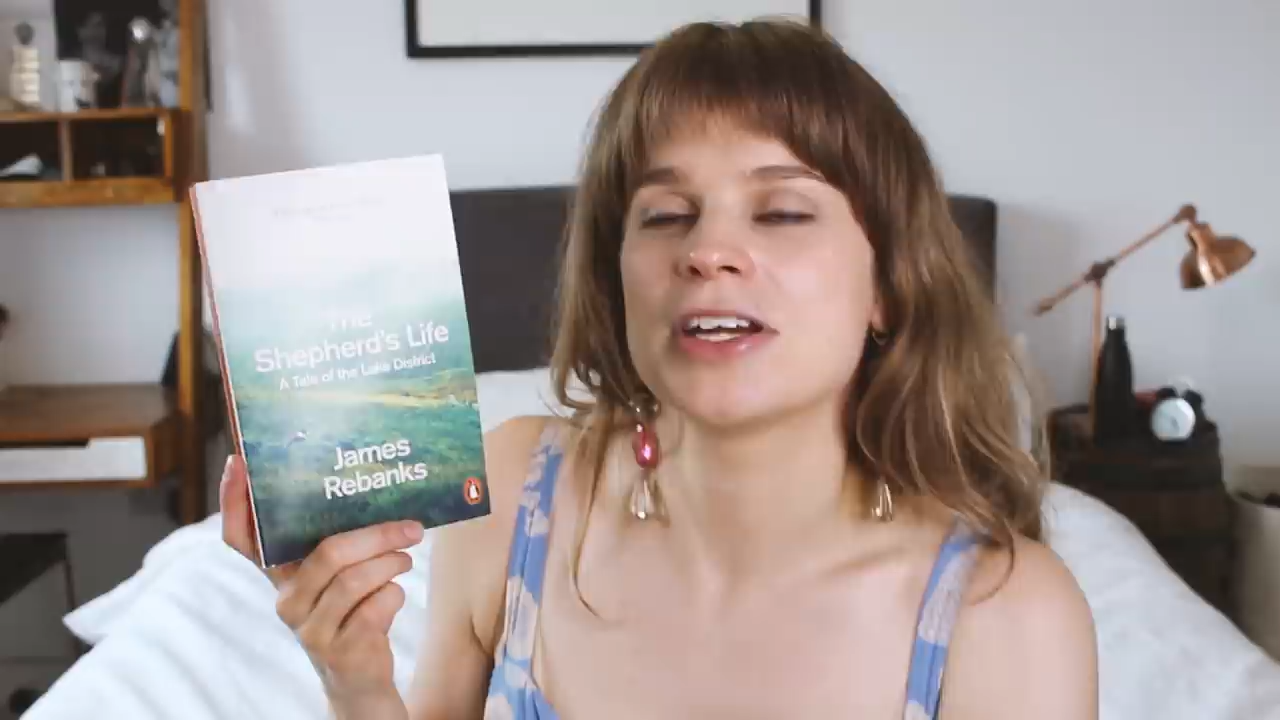 The
Shepherd's Life
A Tale of the Lake District
James
Rebanks